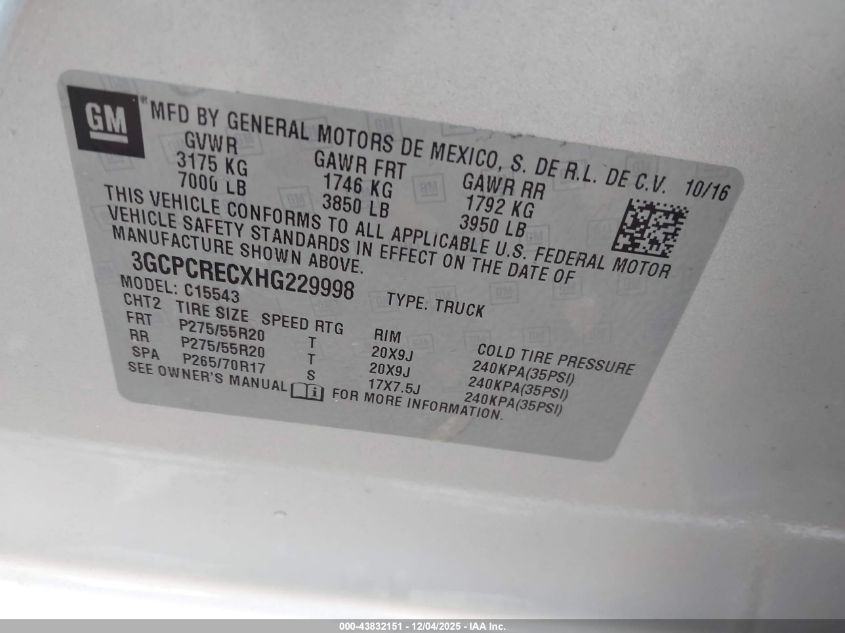 GM
MFD BY GENERAL MOTORS DE MEXICO, S. DE R.L. DE C.V. 10/16
GVWR GAWR FRT GAWR RR
3175 KG 1746 KG 1792 KG
7000 LB 3850 LB 3950 LB
THIS VEHICLE CONFORMS TO ALL APPLICABLE U.S. FEDERAL MOTOR
VEHICLE SAFETY STANDARDS IN EFFECT ON THE DATE OF
MANUFACTURE SHOWN ABOVE.
3GCPCRECXHG229998 TYPE: TRUCK
MODEL: C15543
CHT2 TIRE SIZE SPEED RTG RIM COLD TIRE PRESSURE
FRT P275/55R20 T 20X9J 240KPA(35PSI)
RR P275/55R20 T 20X9J 240KPA(35PSI)
SPA P265/70R17 S 17X7.5J 240KPA(35PSI)
SEE OWNER'S MANUAL i FOR MORE INFORMATION.
000-43832151 - 12/04/2025 - IAA Inc.